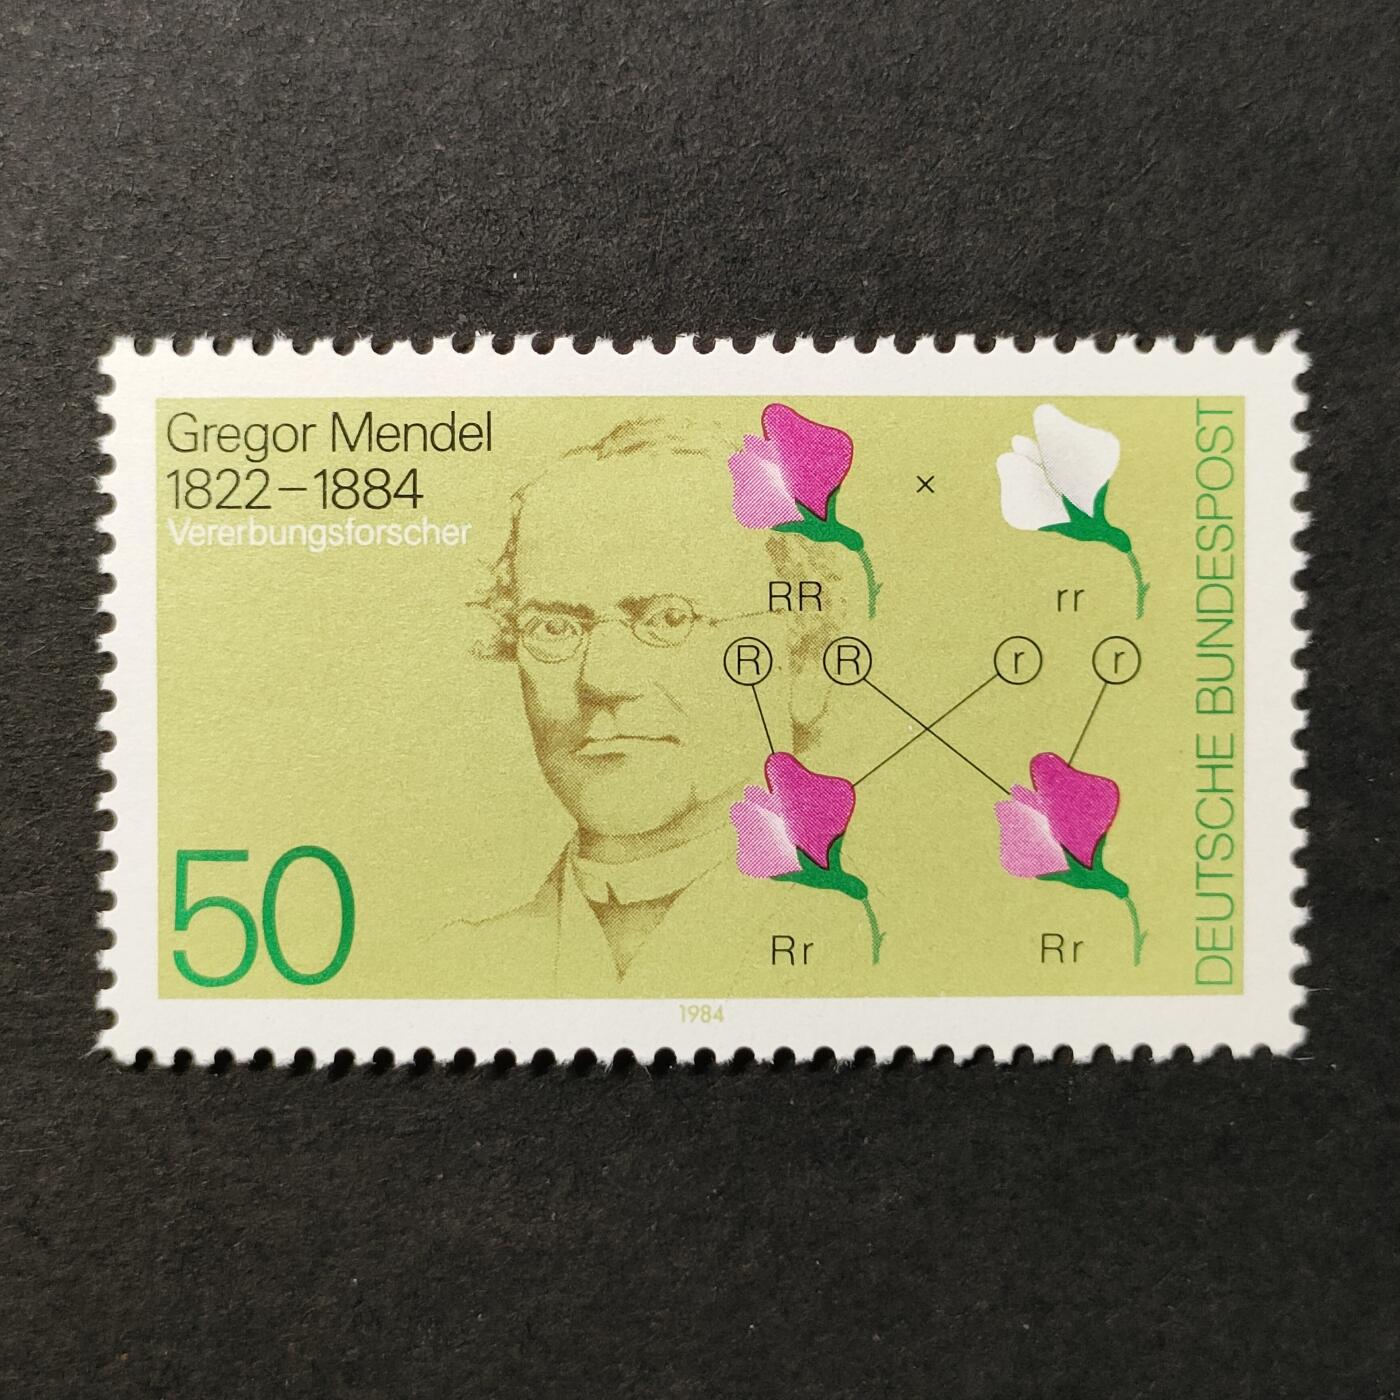 Gregor Mendel
1822–1884
Vererbungsforscher
×
RR
rr
R R r r
Rr
Rr
50
DEUTSCHE BUNDESPOST
1984